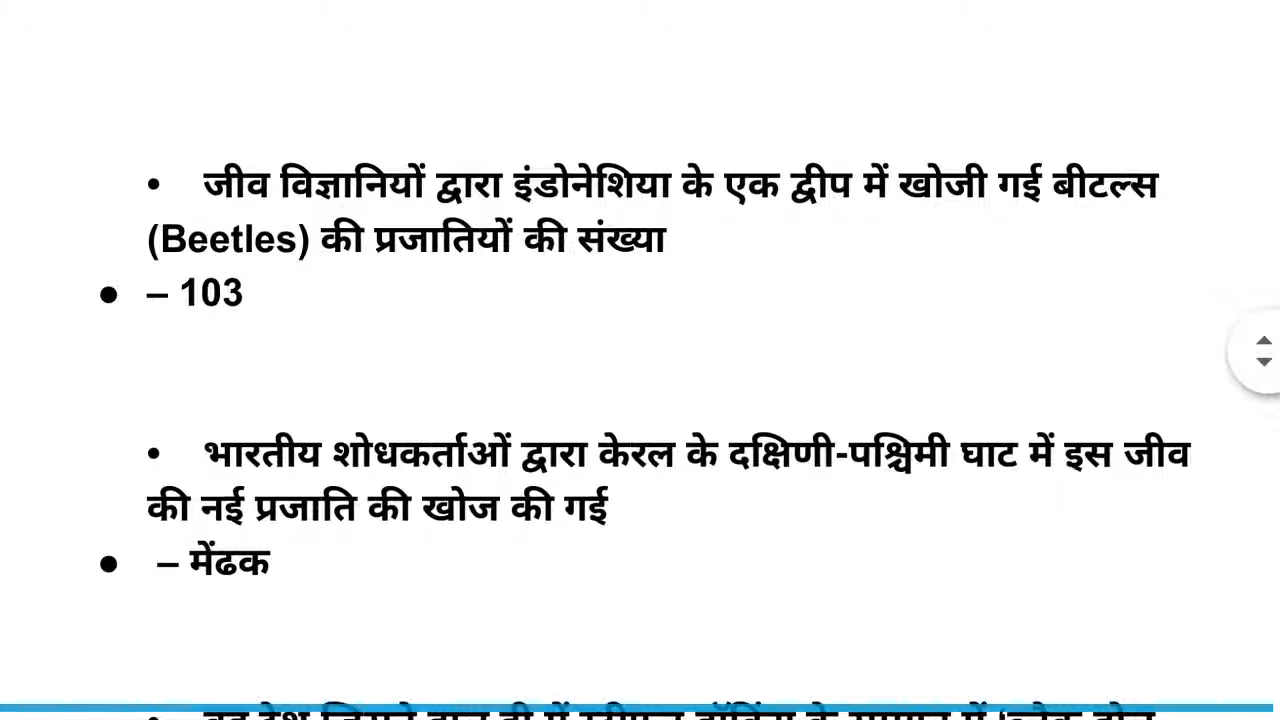 • जीव विज्ञानियों द्वारा इंडोनेशिया के एक द्वीप में खोजी गई बीटल्स
(Beetles) की प्रजातियों की संख्या
● – 103
• भारतीय शोधकर्ताओं द्वारा केरल के दक्षिणी-पश्चिमी घाट में इस जीव
की नई प्रजाति की खोज की गई
● – मेंढक